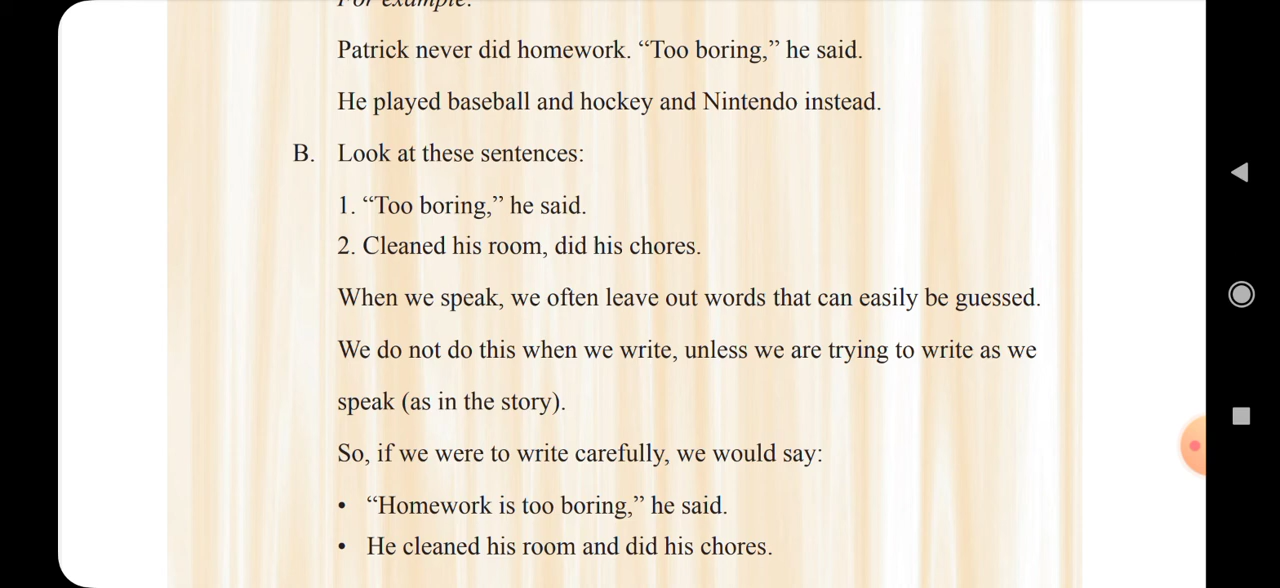 For example:
Patrick never did homework. “Too boring,” he said.
He played baseball and hockey and Nintendo instead.
B. Look at these sentences:
1. “Too boring,” he said.
2. Cleaned his room, did his chores.
When we speak, we often leave out words that can easily be guessed.
We do not do this when we write, unless we are trying to write as we
speak (as in the story).
So, if we were to write carefully, we would say:
• “Homework is too boring,” he said.
• He cleaned his room and did his chores.